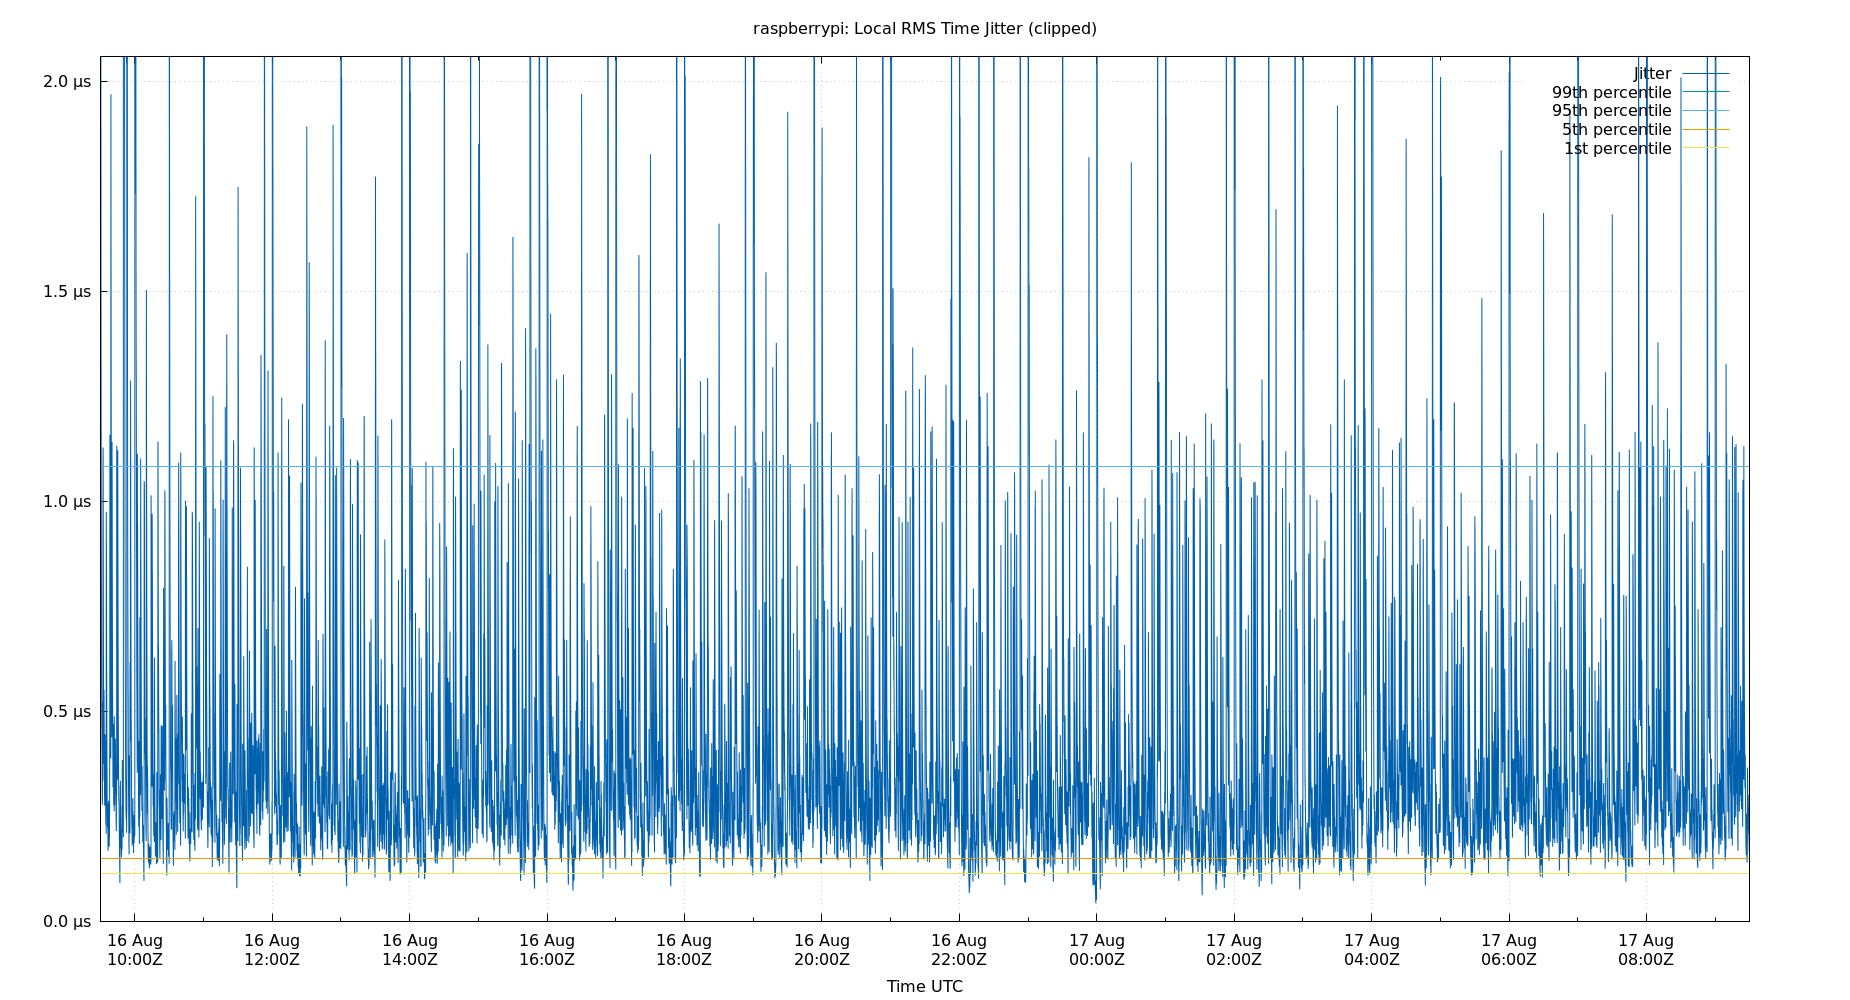 raspberrypi: Local RMS Time Jitter (clipped)
2.0 µs
1.5 µs
1.0 µs
0.5 µs
0.0 µs
Jitter
99th percentile
95th percentile
5th percentile
1st percentile
16 Aug 16 Aug 16 Aug 16 Aug 16 Aug 16 Aug 16 Aug 17 Aug 17 Aug 17 Aug 17 Aug 17 Aug
10:00Z 12:00Z 14:00Z 16:00Z 18:00Z 20:00Z 22:00Z 00:00Z 02:00Z 04:00Z 06:00Z 08:00Z
Time UTC